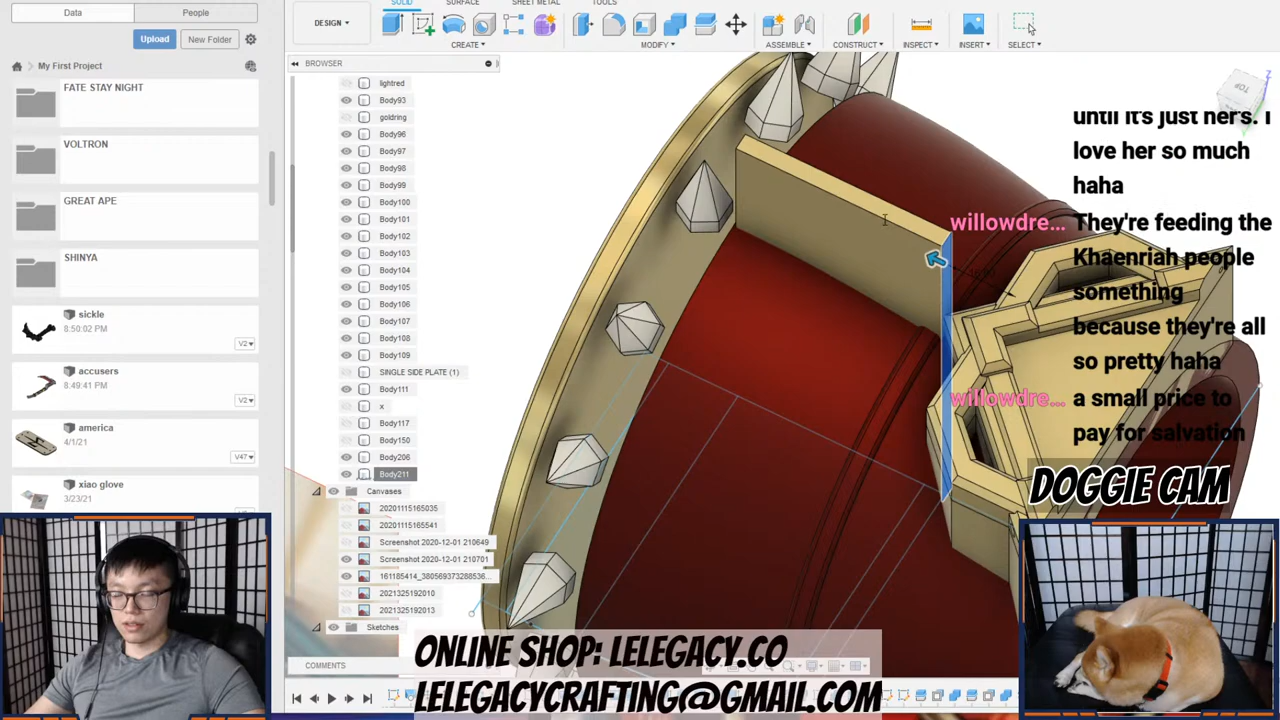 Data
People
Upload
New Folder
My First Project
FATE STAY NIGHT
VOLTRON
GREAT APE
SHINYA
sickle
8:50:02 PM
V2
accusers
8:49:41 PM
V2
america
4/1/21
V47
xiao glove
3/23/21
DESIGN
SOLID
SURFACE
SHEET METAL
TOOLS
CREATE
MODIFY
ASSEMBLE
CONSTRUCT
INSPECT
INSERT
SELECT
BROWSER
lightred
Body93
goldring
Body96
Body97
Body98
Body99
Body100
Body101
Body102
Body103
Body104
Body105
Body106
Body107
Body108
Body109
SINGLE SIDE PLATE (1)
Body111
x
Body117
Body150
Body206
Body211
Canvases
20201115165035
20201115165541
Screenshot 2020-12-01 210649
Screenshot 2020-12-01 210701
161185414_380569373288536...
2021325192010
2021325192013
Sketches
COMMENTS
TOP
Z
until it's just her's. I
love her so much
haha
willowdre... They're feeding the
Khaenriah people
something
because they're all
so pretty haha
willowdre... a small price to
pay for salvation
DOGGIE CAM
ONLINE SHOP: LELEGACY.CO
LELEGACYCRAFTING@GMAIL.COM